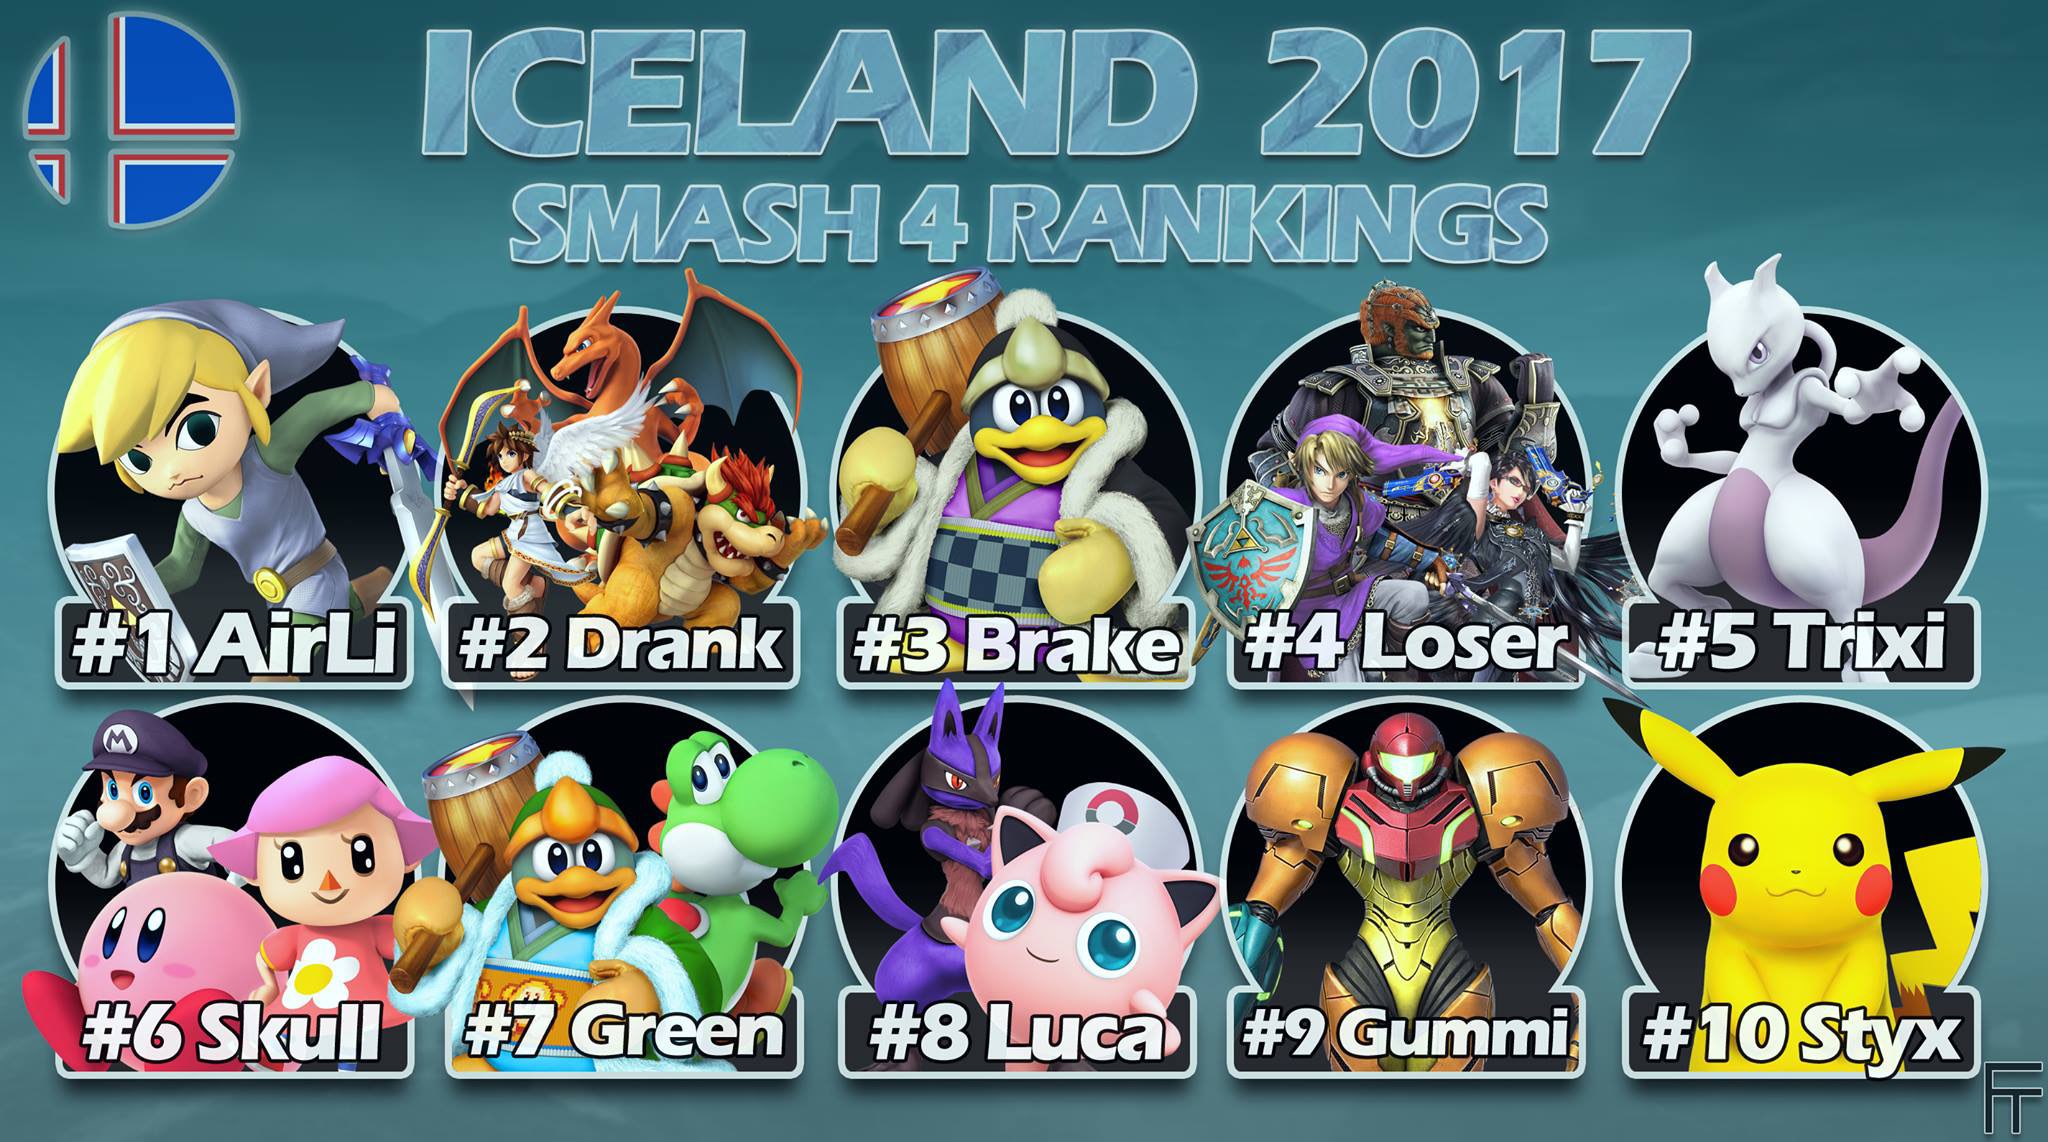 ICELAND 2017
SMASH 4 RANKINGS
#1 AirLi
#2 Drank
#3 Brake
#4 Loser
#5 Trixi
M
#6 Skull
#7 Green
#8 Luca
#9 Gummi
#10 Styx
FT